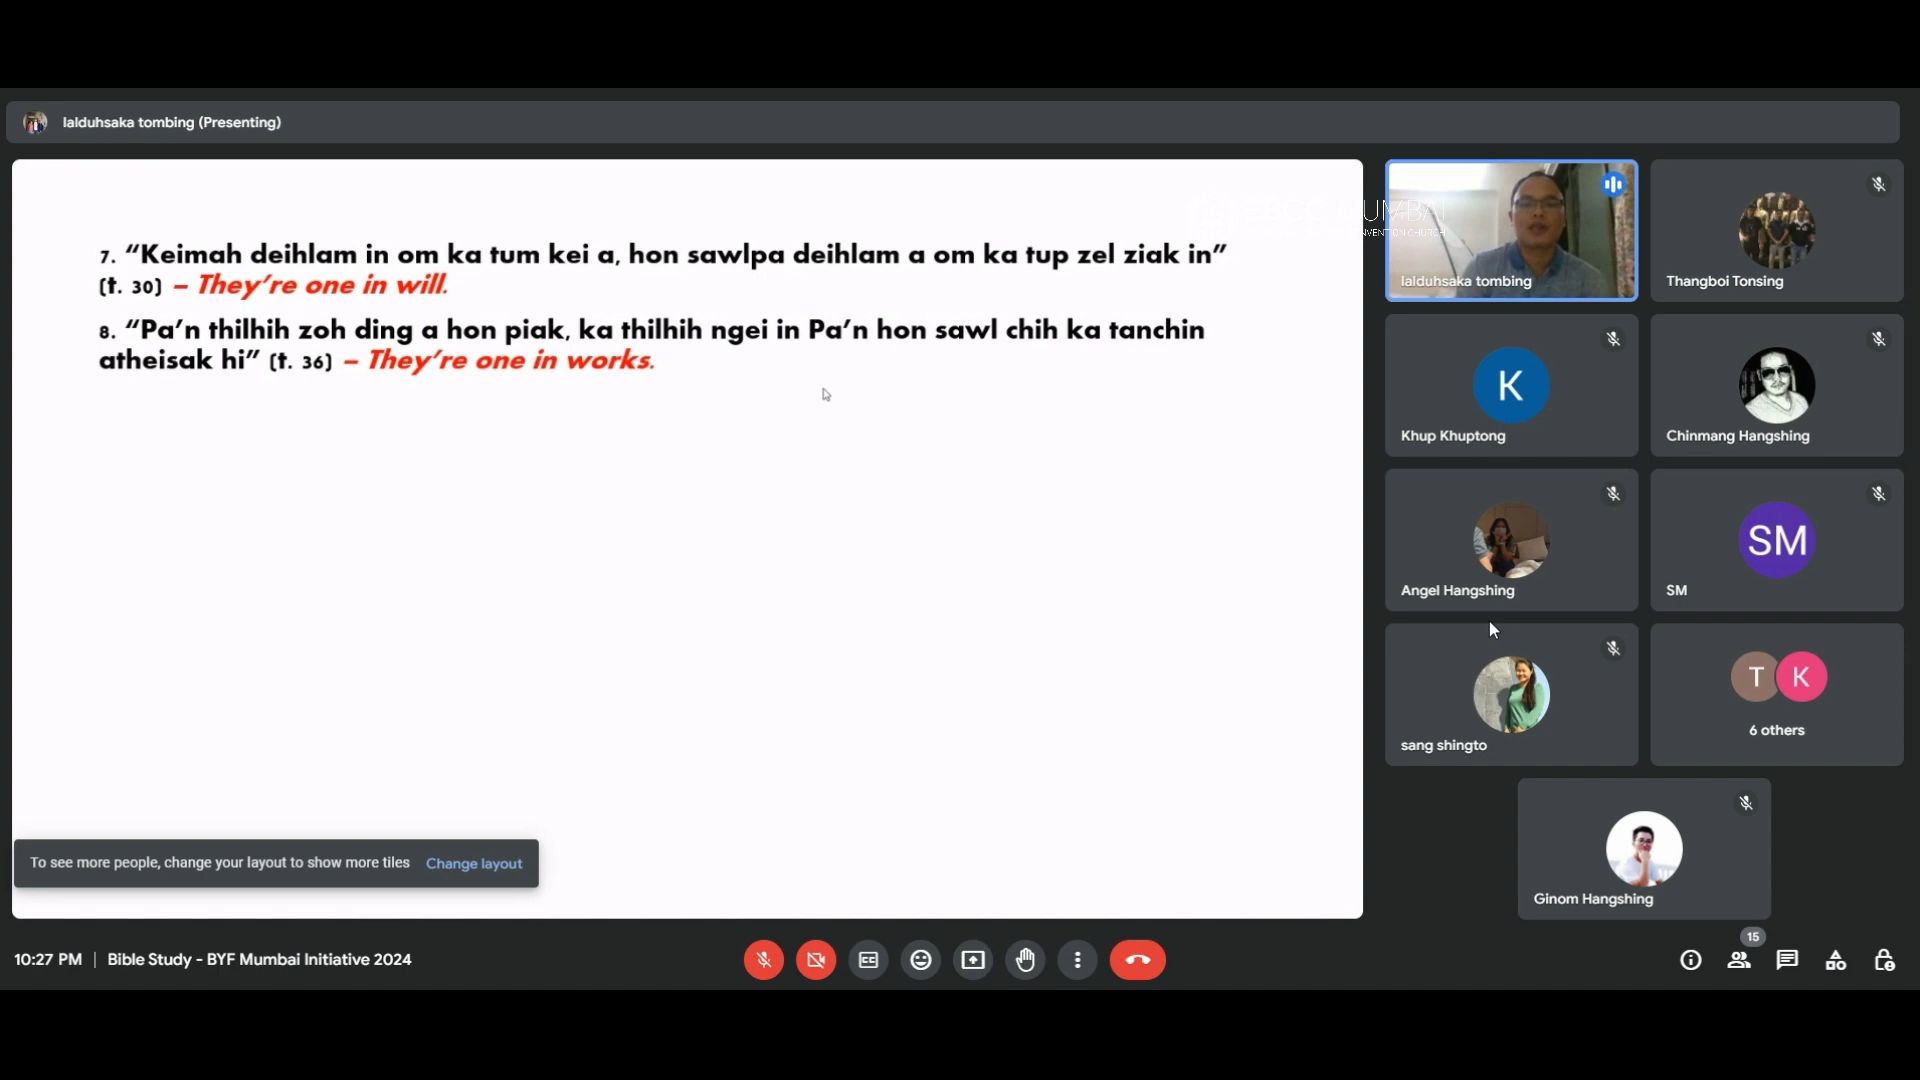 lalduhsaka tombing (Presenting)
7. “Keimah deihlam in om ka tum kei a, hon sawlpa deihlam a om ka tup zel ziak in”
(t. 30) – They’re one in will.
8. “Pa’n thilhih zoh ding a hon piak, ka thilhih ngei in Pa’n hon sawl chih ka tanchin
atheisak hi” (t. 36) – They’re one in works.
EBCC MUMBAI
CONVENTION CHURCH
lalduhsaka tombing
Thangboi Tonsing
K
Khup Khuptong
Chinmang Hangshing
Angel Hangshing
SM
SM
sang shingto
T K
6 others
Ginom Hangshing
To see more people, change your layout to show more tiles Change layout
10:27 PM | Bible Study - BYF Mumbai Initiative 2024
15